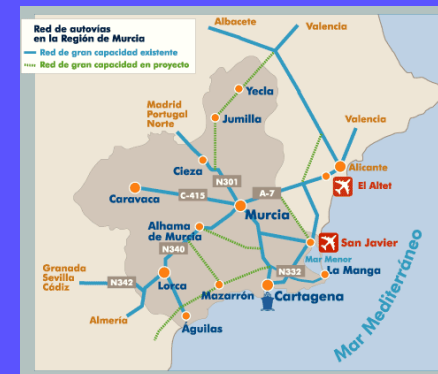 Red de autovías
en la Región de Murcia
Red de gran capacidad existente
Red de gran capacidad en proyecto
Albacete
Valencia
Yecla
Jumilla
Madrid
Portugal
Norte
Valencia
Cieza
Alicante
N301
El Altet
C-415
A-7
Caravaca
Murcia
Alhama
de Murcia
San Javier
N340
Mar Menor
Granada
Sevilla
Cádiz
N342
Lorca
N332
La Manga
Mazarrón
Cartagena
Almería
Águilas
Mar Mediterráneo